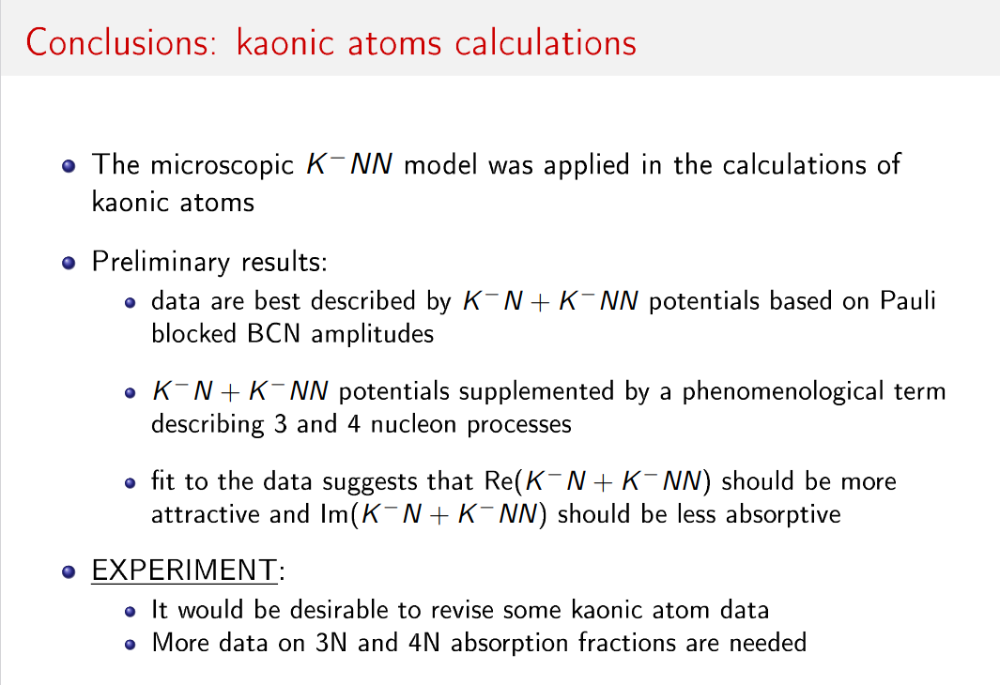 Conclusions: kaonic atoms calculations
The microscopic K⁻NN model was applied in the calculations of
kaonic atoms
Preliminary results:
data are best described by K⁻N + K⁻NN potentials based on Pauli
blocked BCN amplitudes
K⁻N + K⁻NN potentials supplemented by a phenomenological term
describing 3 and 4 nucleon processes
fit to the data suggests that Re(K⁻N + K⁻NN) should be more
attractive and Im(K⁻N + K⁻NN) should be less absorptive
EXPERIMENT:
It would be desirable to revise some kaonic atom data
More data on 3N and 4N absorption fractions are needed